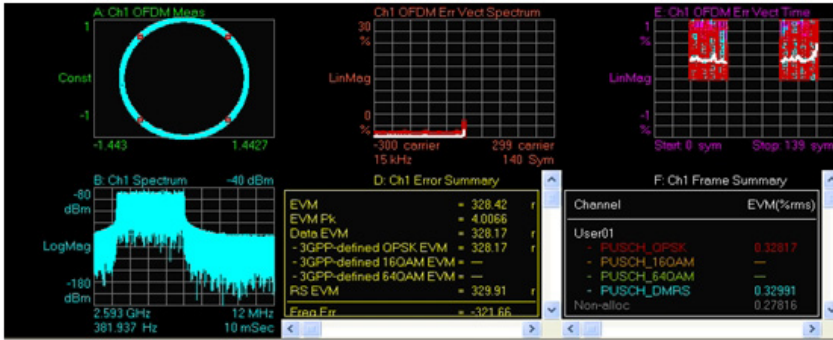 A: Ch1 OFDM Meas
1
Const
-1
-1.443 1.4427
Ch1 OFDM Err Vect Spectrum
30
%
LinMag
0
%
-300 carrier 299 carrier
15 kHz 140 Sym
E: Ch1 OFDM Err Vect Time
1
%
LinMag
-1
%
Start: 0 sym Stop: 139 sym
B: Ch1 Spectrum -40 dBm
-80
dBm
LogMag
-180
dBm
2.593 GHz 12 MHz
381.937 Hz 10 mSec
D: Ch1 Error Summary
EVM = 328.42 r
EVM Pk = 4.0066
Data EVM = 328.17 r
- 3GPP-defined QPSK EVM = 328.17 r
- 3GPP-defined 16QAM EVM = —
- 3GPP-defined 64QAM EVM = —
RS EVM = 329.91 r
Freq Err = -321.66
F: Ch1 Frame Summary
Channel EVM(%rms)
User01
- PUSCH_QPSK 0.32817
- PUSCH_16QAM —
- PUSCH_64QAM —
- PUSCH_DMRS 0.32991
Non-alloc 0.27816